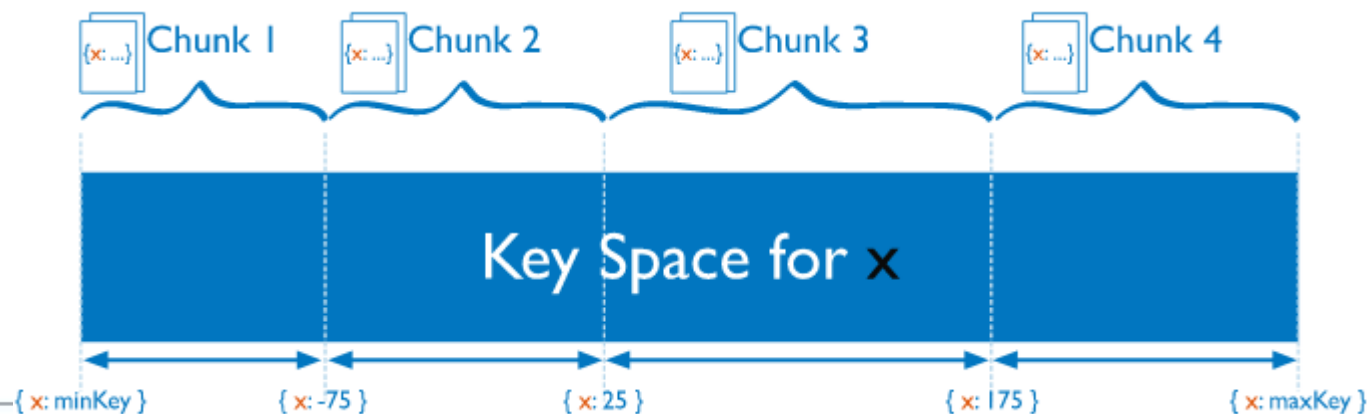 {x: ...} Chunk 1
{x: ...} Chunk 2
{x: ...} Chunk 3
{x: ...} Chunk 4
Key Space for x
{ x: minKey }
{ x: -75 }
{ x: 25 }
{ x: 175 }
{ x: maxKey }